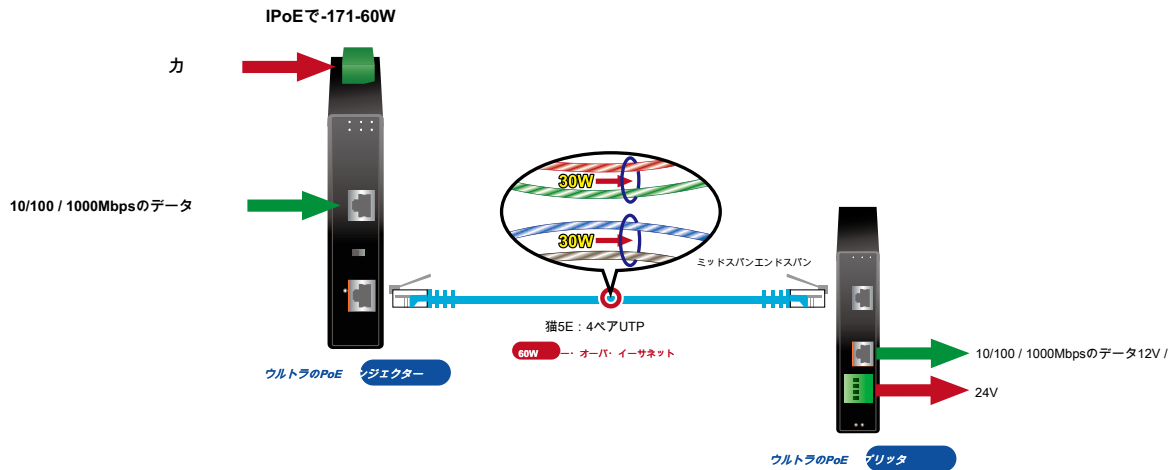 IPoEで-171-60W
力
30W
10/100 / 1000Mbpsのデータ
30W
ミッドスパンエンドスパン
猫5E：4ペアUTP
60W ー・オーバ・イーサネット
10/100 / 1000Mbpsのデータ12V /
24V
ウルトラのPoE ンジェクター
ウルトラのPoE プリッタ